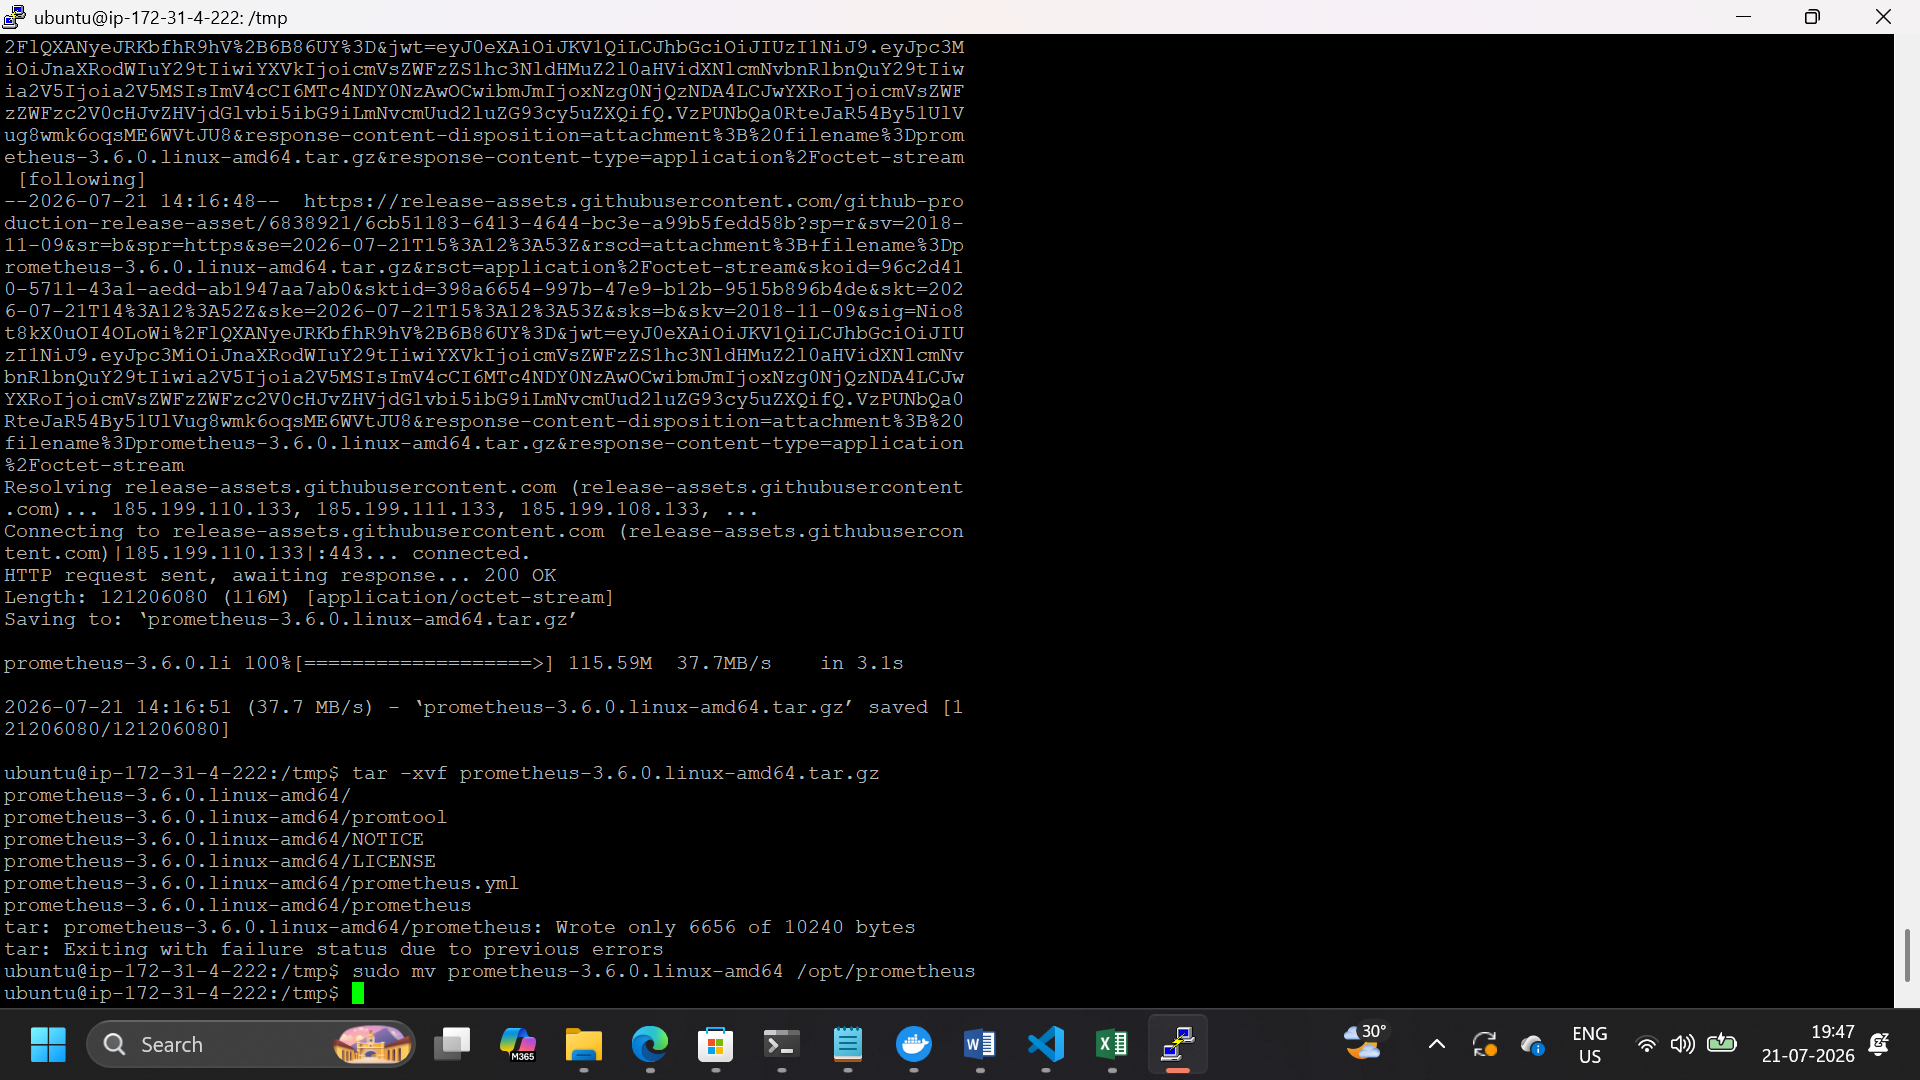 ubuntu@ip-172-31-4-222: /tmp
2FlQXANyeJRKbfhR9hV%2B6B86UY%3D&jwt=eyJ0eXAiOiJKV1QiLCJhbGciOiJIUzI1NiJ9.eyJpc3M
iOiJnaXRodWIuY29tIiwiYXVkIjoicmVsZWFzZS1hc3NldHMuZ2l0aHVidXNlcmNvbnRlbnQuY29tIiw
ia2V5Ijoia2V5MSIsImV4cCI6MTc4NDY0NzAwOCwibmJmIjoxNzg0NjQzNDA4LCJwYXRoIjoicmVsZWF
zZWFzc2V0cHJvZHVjdGlvbi5ibG9iLmNvcmUud2luZG93cy5uZXQifQ.VzPUNbQa0RteJaR54By51UlV
ug8wmk6oqsME6WVtJU8&response-content-disposition=attachment%3B%20filename%3Dprom
etheus-3.6.0.linux-amd64.tar.gz&response-content-type=application%2Foctet-stream
[following]
--2026-07-21 14:16:48--  https://release-assets.githubusercontent.com/github-pro
duction-release-asset/6838921/6cb51183-6413-4644-bc3e-a99b5fedd58b?sp=r&sv=2018-
11-09&sr=b&spr=https&se=2026-07-21T15%3A12%3A53Z&rscd=attachment%3B+filename%3Dp
rometheus-3.6.0.linux-amd64.tar.gz&rsct=application%2Foctet-stream&skoid=96c2d41
0-5711-43a1-aedd-ab1947aa7ab0&sktid=398a6654-997b-47e9-b12b-9515b896b4de&skt=202
6-07-21T14%3A12%3A52Z&ske=2026-07-21T15%3A12%3A53Z&sks=b&skv=2018-11-09&sig=Nio8
t8kX0uOI4OLoWi%2FlQXANyeJRKbfhR9hV%2B6B86UY%3D&jwt=eyJ0eXAiOiJKV1QiLCJhbGciOiJIU
zI1NiJ9.eyJpc3MiOiJnaXRodWIuY29tIiwiYXVkIjoicmVsZWFzZS1hc3NldHMuZ2l0aHVidXNlcmNv
bnRlbnQuY29tIiwia2V5Ijoia2V5MSIsImV4cCI6MTc4NDY0NzAwOCwibmJmIjoxNzg0NjQzNDA4LCJw
YXRoIjoicmVsZWFzZWFzc2V0cHJvZHVjdGlvbi5ibG9iLmNvcmUud2luZG93cy5uZXQifQ.VzPUNbQa0
RteJaR54By51UlVug8wmk6oqsME6WVtJU8&response-content-disposition=attachment%3B%20
filename%3Dprometheus-3.6.0.linux-amd64.tar.gz&response-content-type=application
%2Foctet-stream
Resolving release-assets.githubusercontent.com (release-assets.githubusercontent
.com)... 185.199.110.133, 185.199.111.133, 185.199.108.133, ...
Connecting to release-assets.githubusercontent.com (release-assets.githubusercon
tent.com)|185.199.110.133|:443... connected.
HTTP request sent, awaiting response... 200 OK
Length: 121206080 (116M) [application/octet-stream]
Saving to: ‘prometheus-3.6.0.linux-amd64.tar.gz’
prometheus-3.6.0.li 100%[===================>] 115.59M  37.7MB/s    in 3.1s
2026-07-21 14:16:51 (37.7 MB/s) - ‘prometheus-3.6.0.linux-amd64.tar.gz’ saved [1
21206080/121206080]
ubuntu@ip-172-31-4-222:/tmp$ tar -xvf prometheus-3.6.0.linux-amd64.tar.gz
prometheus-3.6.0.linux-amd64/
prometheus-3.6.0.linux-amd64/promtool
prometheus-3.6.0.linux-amd64/NOTICE
prometheus-3.6.0.linux-amd64/LICENSE
prometheus-3.6.0.linux-amd64/prometheus.yml
prometheus-3.6.0.linux-amd64/prometheus
tar: prometheus-3.6.0.linux-amd64/prometheus: Wrote only 6656 of 10240 bytes
tar: Exiting with failure status due to previous errors
ubuntu@ip-172-31-4-222:/tmp$ sudo mv prometheus-3.6.0.linux-amd64 /opt/prometheus
ubuntu@ip-172-31-4-222:/tmp$
Search
M365
30°
ENG
US
19:47
21-07-2026